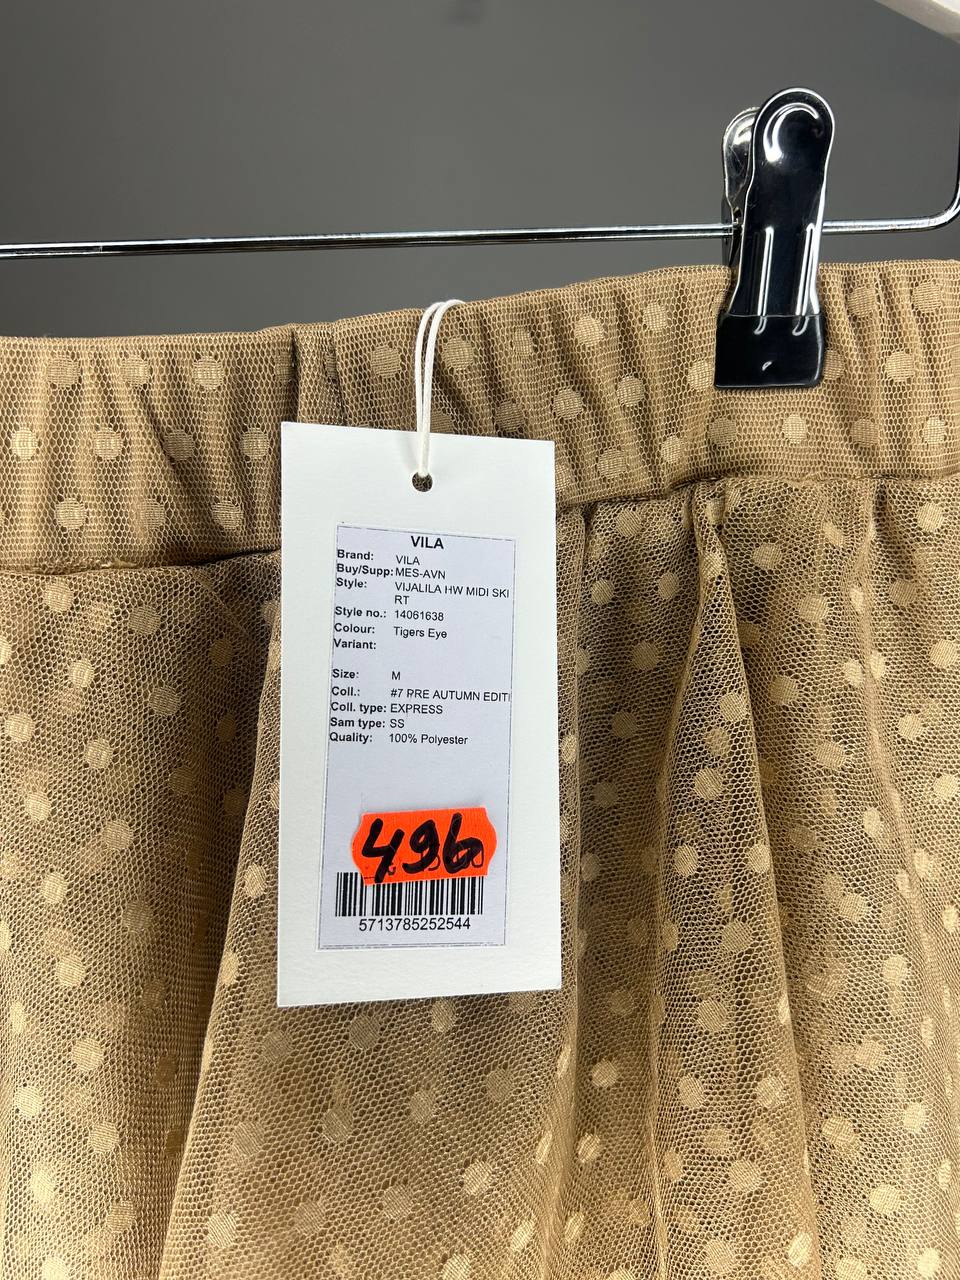 VILA
Brand: VILA
Buy/Supp: MES-AVN
Style: VIJALILA HW MIDI SKI
RT
Style no.: 14061638
Colour: Tigers Eye
Variant:
Size: M
Coll.: #7 PRE AUTUMN EDITI
Coll. type: EXPRESS
Sam type: SS
Quality: 100% Polyester
496
5713785252544